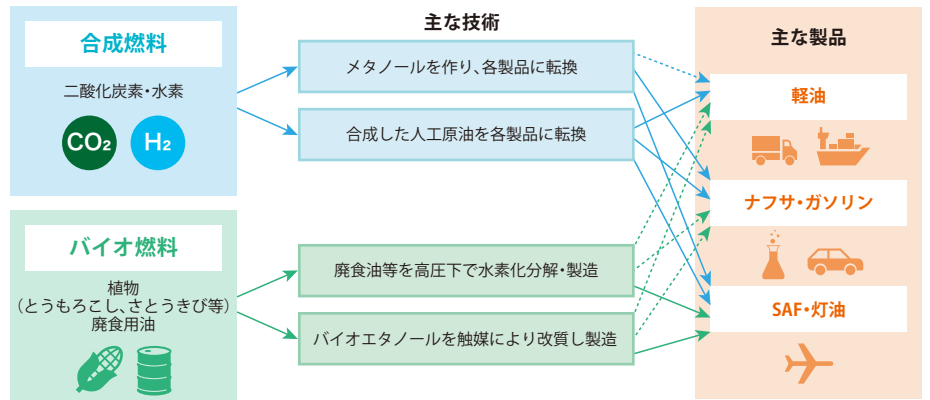 合成燃料
二酸化炭素・水素
CO2
H2
バイオ燃料
植物
（とうもろこし、さとうきび等）
廃食用油
主な技術
メタノールを作り、各製品に転換
合成した人工原油を各製品に転換
廃食油等を高圧下で水素化分解・製造
バイオエタノールを触媒により改質し製造
主な製品
軽油
ナフサ・ガソリン
SAF・灯油